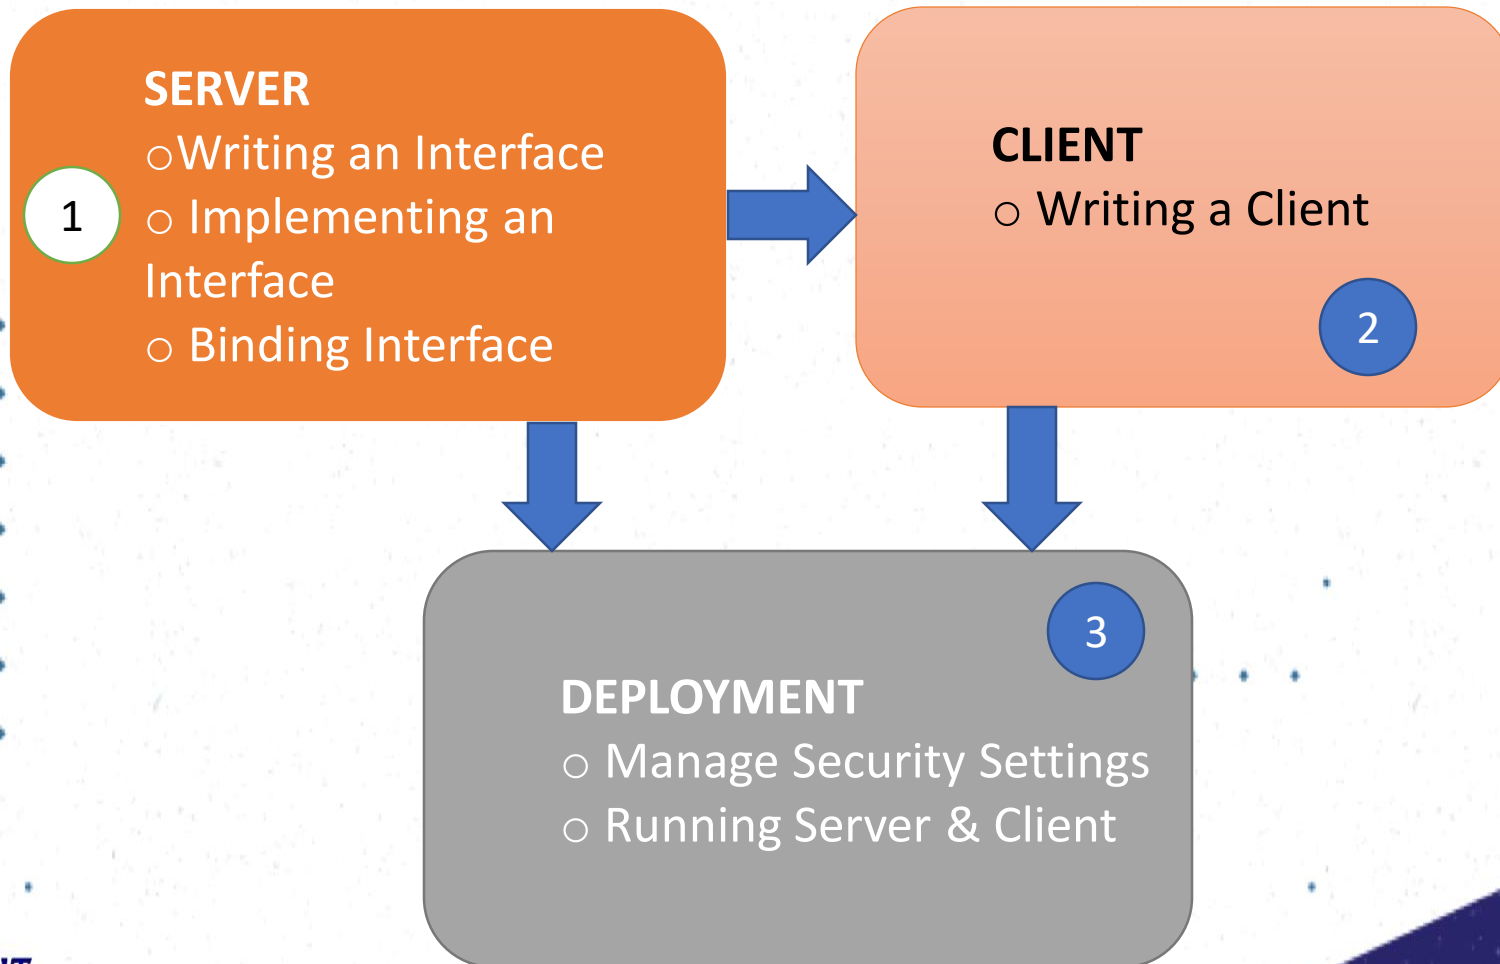 SERVER
oWriting an Interface
1
o Implementing an
Interface
o Binding Interface
CLIENT
o Writing a Client
2
3
DEPLOYMENT
o Manage Security Settings
o Running Server & Client